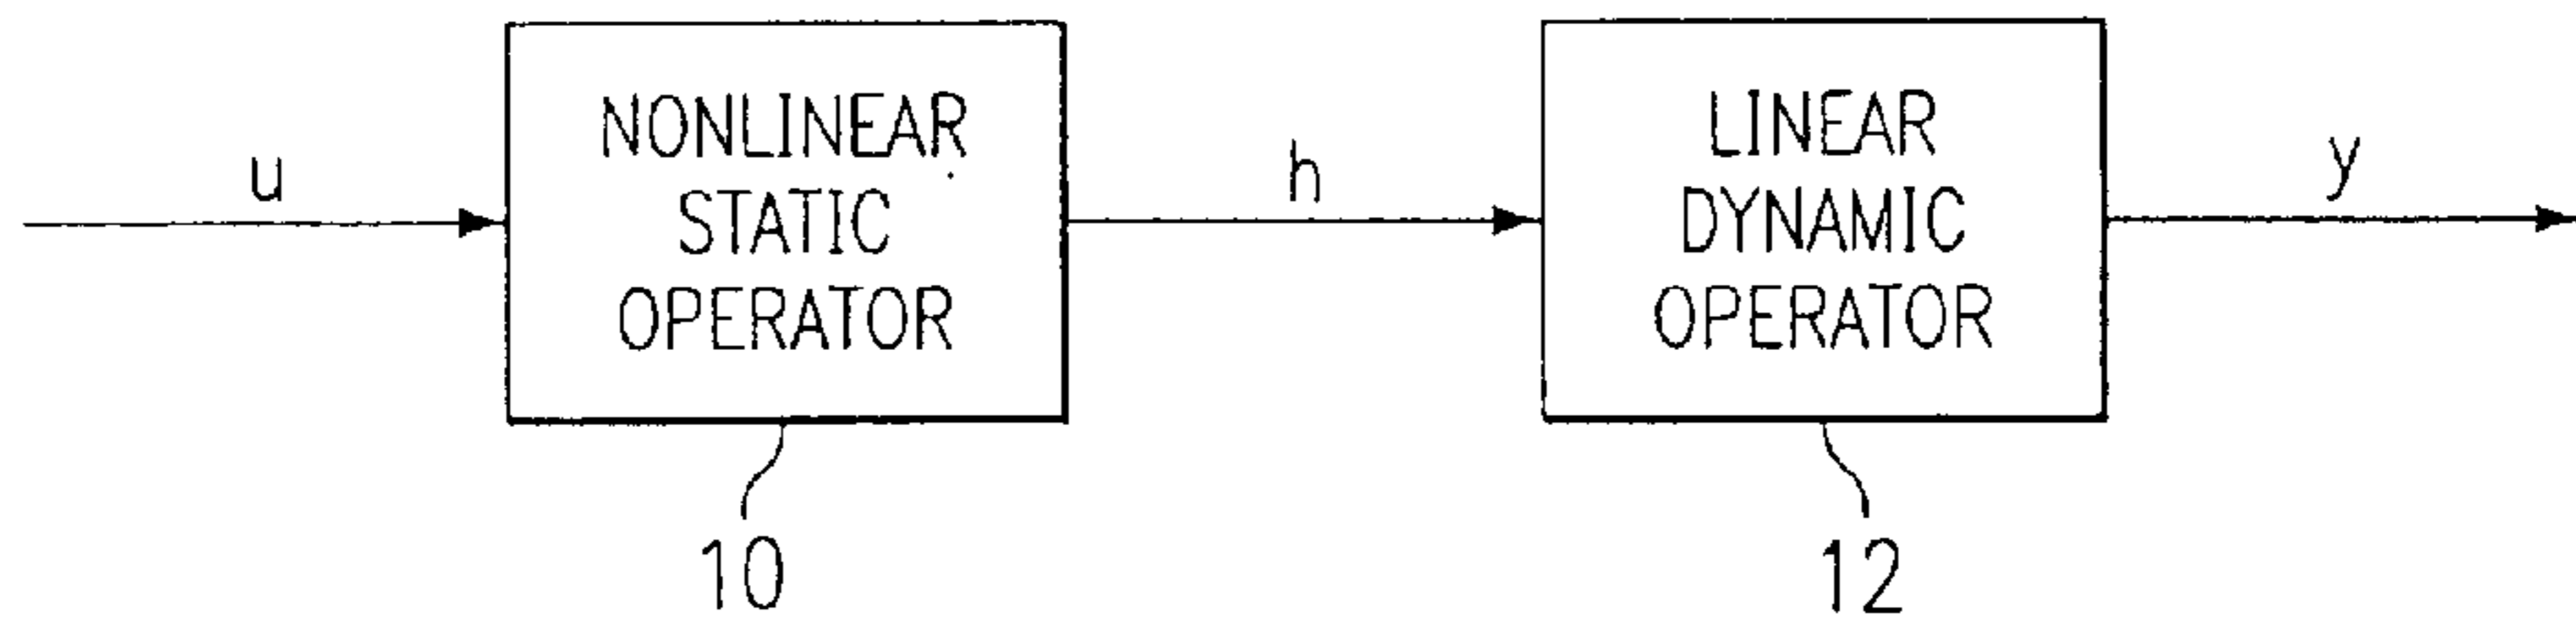 u
NONLINEAR
STATIC
OPERATOR
h
LINEAR
DYNAMIC
OPERATOR
y
10
12